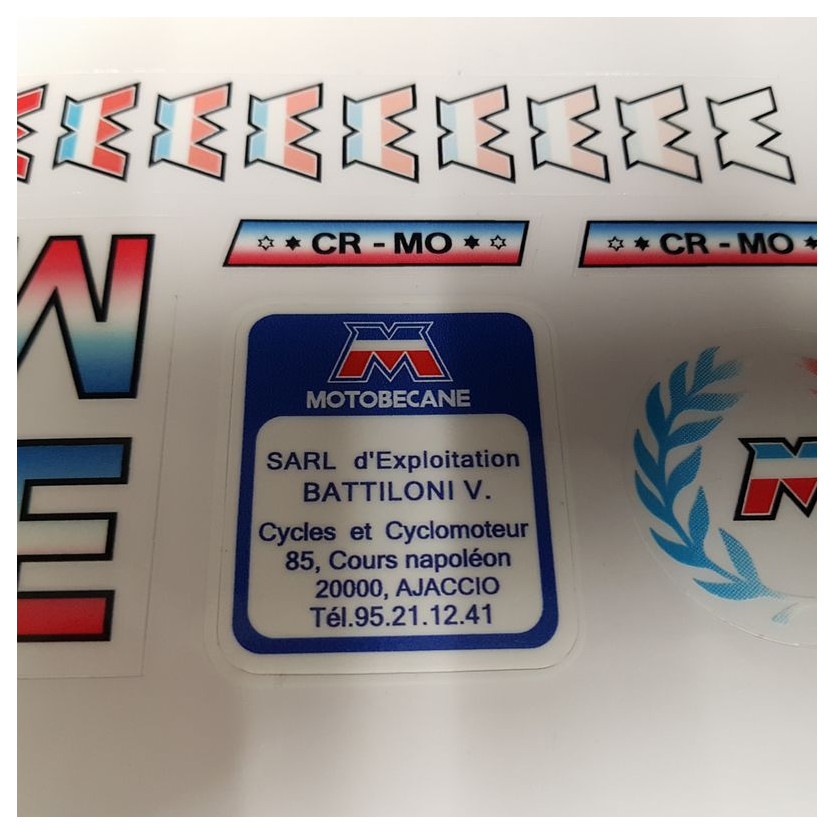 CR - MO
CR - MO
MOTOBECANE
SARL d'Exploitation
BATTILONI V.
Cycles et Cyclomoteur
85, Cours napoléon
20000, AJACCIO
Tél.95.21.12.41
M
E